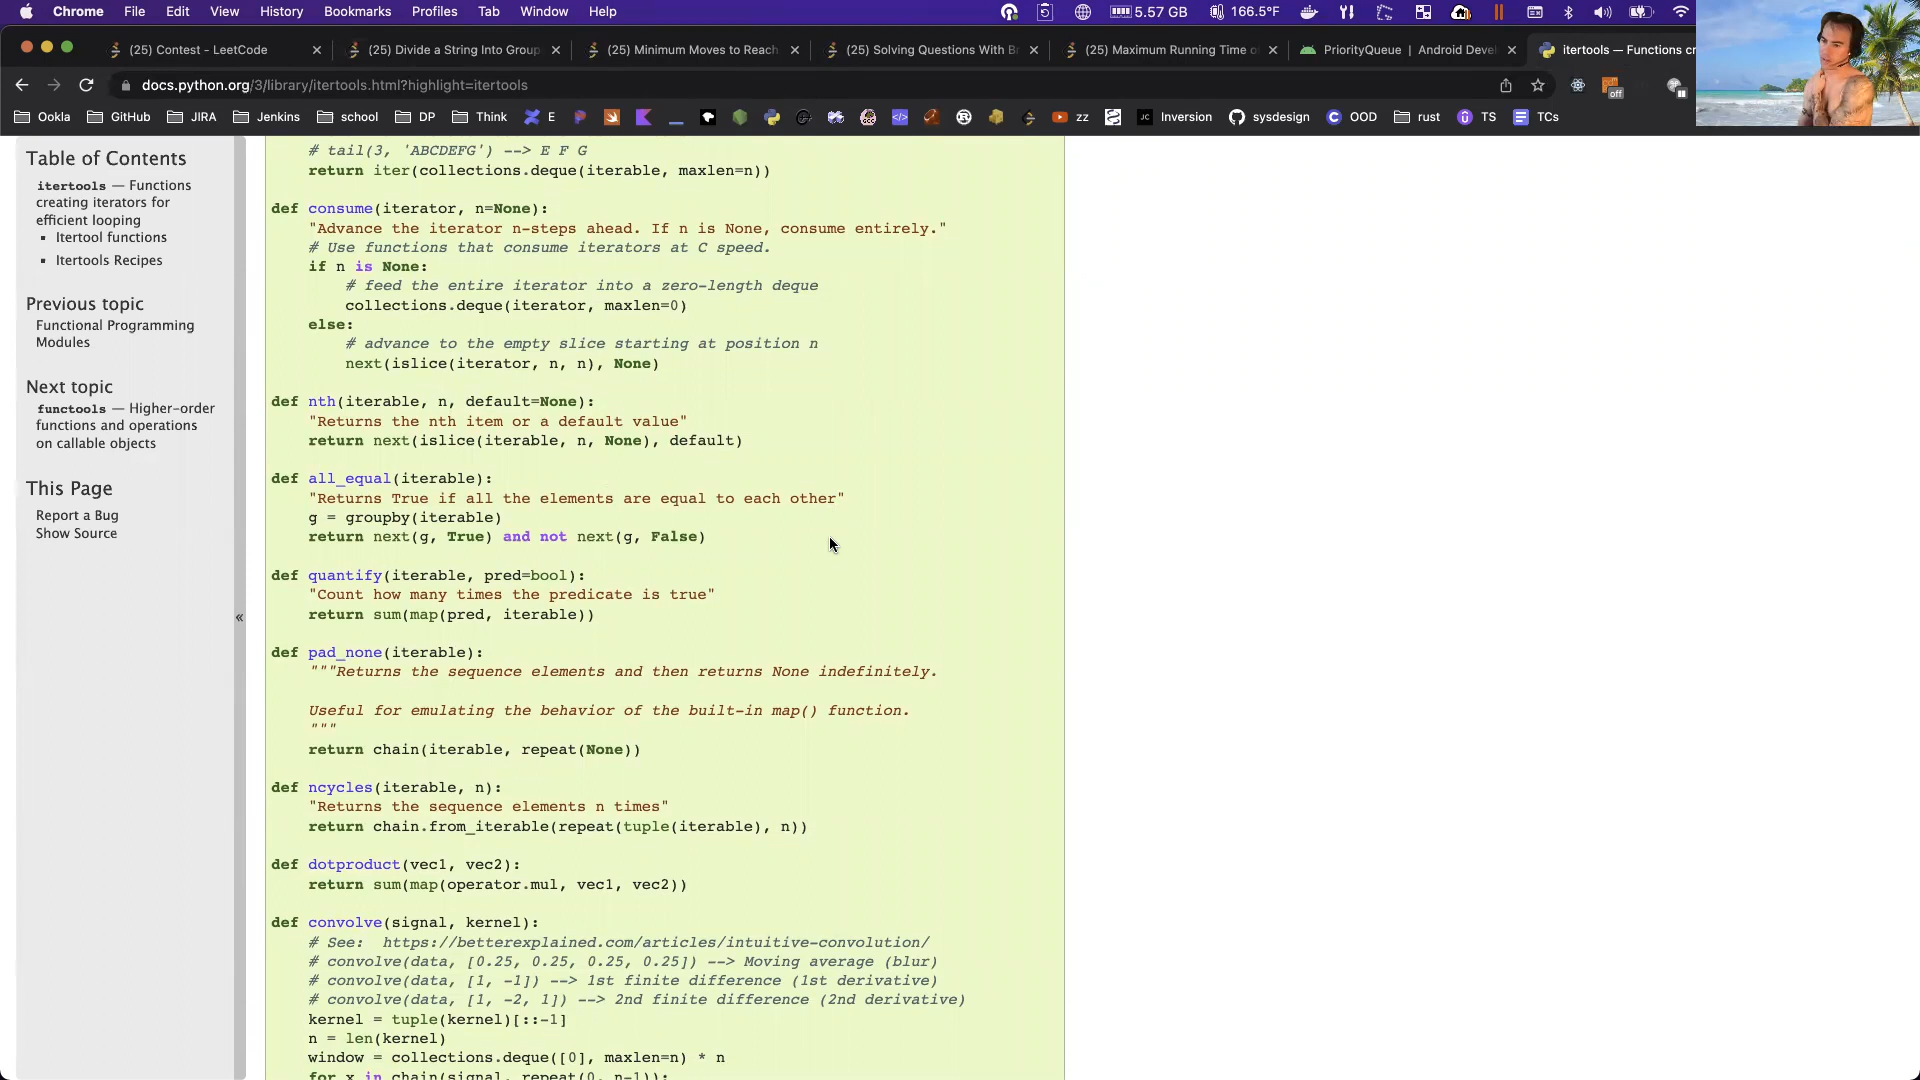 Chrome File Edit View History Bookmarks Profiles Tab Window Help 5.57 GB 166.5°F
(25) Contest - LeetCode (25) Divide a String Into Group (25) Minimum Moves to Reach (25) Solving Questions With Br (25) Maximum Running Time o PriorityQueue | Android Devel itertools — Functions cr
docs.python.org/3/library/itertools.html?highlight=itertools
off
Ookla GitHub JIRA Jenkins school DP Think E zz Inversion sysdesign OOD rust TS TCs
Table of Contents
itertools — Functions
creating iterators for
efficient looping
▪ Itertool functions
▪ Itertools Recipes
Previous topic
Functional Programming
Modules
Next topic
functools — Higher-order
functions and operations
on callable objects
This Page
Report a Bug
Show Source
«
# tail(3, 'ABCDEFG') --> E F G
return iter(collections.deque(iterable, maxlen=n))
def consume(iterator, n=None):
"Advance the iterator n-steps ahead. If n is None, consume entirely."
# Use functions that consume iterators at C speed.
if n is None:
# feed the entire iterator into a zero-length deque
collections.deque(iterator, maxlen=0)
else:
# advance to the empty slice starting at position n
next(islice(iterator, n, n), None)
def nth(iterable, n, default=None):
"Returns the nth item or a default value"
return next(islice(iterable, n, None), default)
def all_equal(iterable):
"Returns True if all the elements are equal to each other"
g = groupby(iterable)
return next(g, True) and not next(g, False)
def quantify(iterable, pred=bool):
"Count how many times the predicate is true"
return sum(map(pred, iterable))
def pad_none(iterable):
"""Returns the sequence elements and then returns None indefinitely.
Useful for emulating the behavior of the built-in map() function.
"""
return chain(iterable, repeat(None))
def ncycles(iterable, n):
"Returns the sequence elements n times"
return chain.from_iterable(repeat(tuple(iterable), n))
def dotproduct(vec1, vec2):
return sum(map(operator.mul, vec1, vec2))
def convolve(signal, kernel):
# See:  https://betterexplained.com/articles/intuitive-convolution/
# convolve(data, [0.25, 0.25, 0.25, 0.25]) --> Moving average (blur)
# convolve(data, [1, -1]) --> 1st finite difference (1st derivative)
# convolve(data, [1, -2, 1]) --> 2nd finite difference (2nd derivative)
kernel = tuple(kernel)[::-1]
n = len(kernel)
window = collections.deque([0], maxlen=n) * n
for x in chain(signal, repeat(0, n-1)):